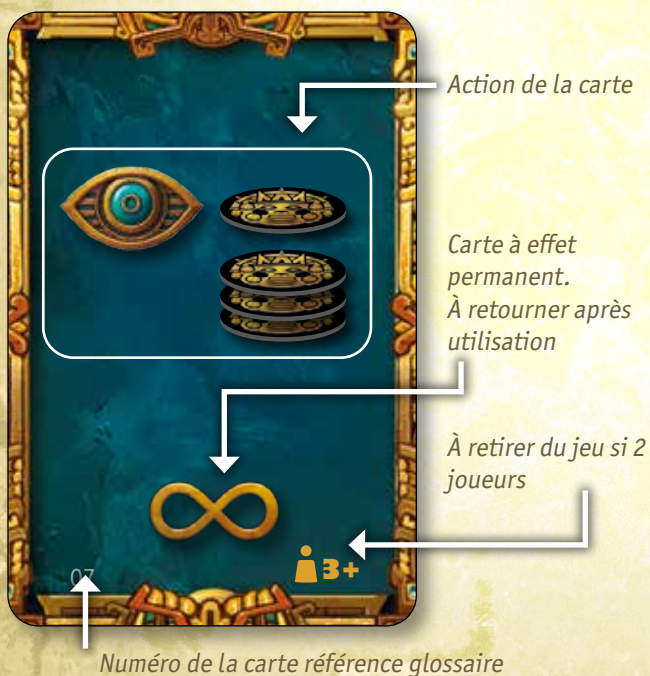 Action de la carte
Carte à effet
permanent.
À retourner après
utilisation
À retirer du jeu si 2
joueurs
3+
07
Numéro de la carte référence glossaire